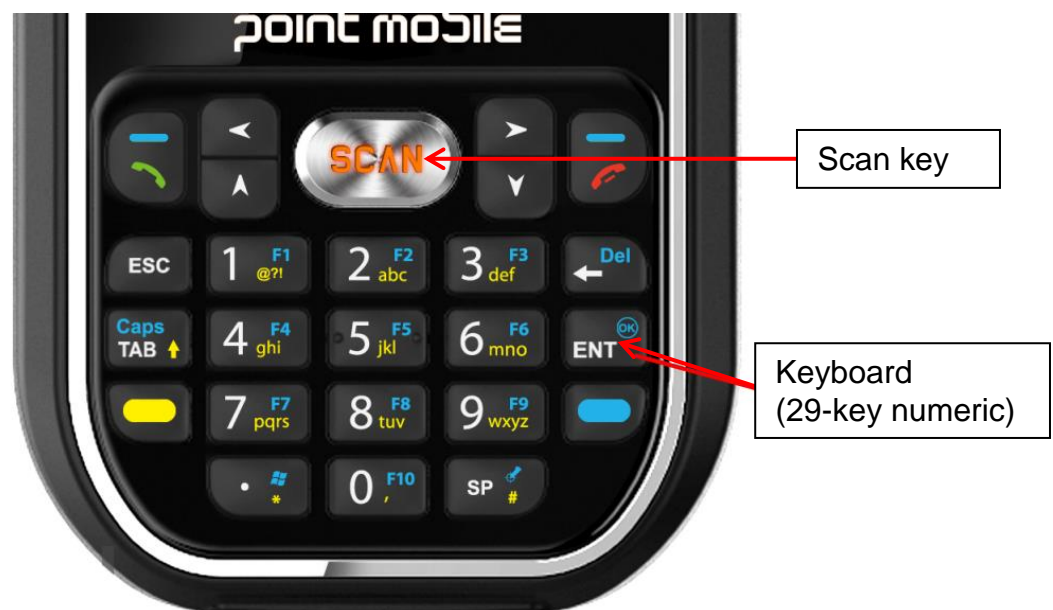 point mobile
SCAN
Scan key
ESC
1 F1 @?!
2 F2 abc
3 F3 def
Del
Caps
TAB
4 F4 ghi
5 F5 jkl
6 F6 mno
OK
ENT
Keyboard
(29-key numeric)
7 F7 pqrs
8 F8 tuv
9 F9 wxyz
. *
0 F10 ,
SP #